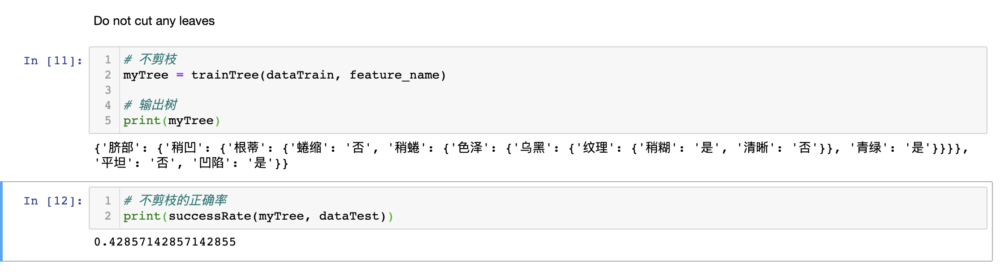 Do not cut any leaves
In [11]:
1 # 不剪枝
2 myTree = trainTree(dataTrain, feature_name)
3
4 # 输出树
5 print(myTree)
{'脐部': {'稍凹': {'根蒂': {'蜷缩': '否', '稍蜷': {'色泽': {'乌黑': {'纹理': {'稍糊': '是', '清晰': '否'}}, '青绿': '是'}}}},
'平坦': '否', '凹陷': '是'}}
In [12]:
1 # 不剪枝的正确率
2 print(successRate(myTree, dataTest))
0.42857142857142855